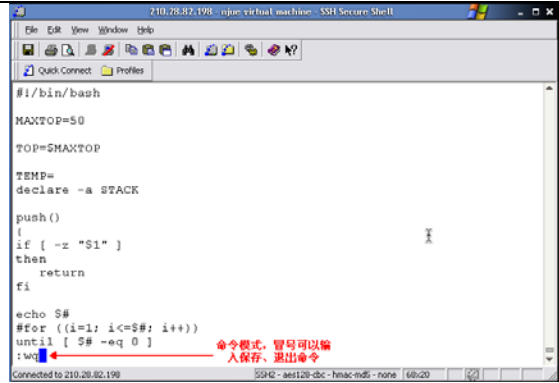 210.28.82.198 - njue virtual machine - SSH Secure Shell
File Edit View Window Help
Quick Connect Profiles
#!/bin/bash
MAXTOP=50
TOP=$MAXTOP
TEMP=
declare -a STACK
push()
{
if [ -z "$1" ]
then
return
fi
echo $#
#for ((i=1; i<=$#; i++))
until [ $# -eq 0 ]
:wq
命令模式，冒号可以输
入保存、退出命令
Connected to 210.28.82.198 SSH2 - aes128-cbc - hmac-md5 - none 60x20